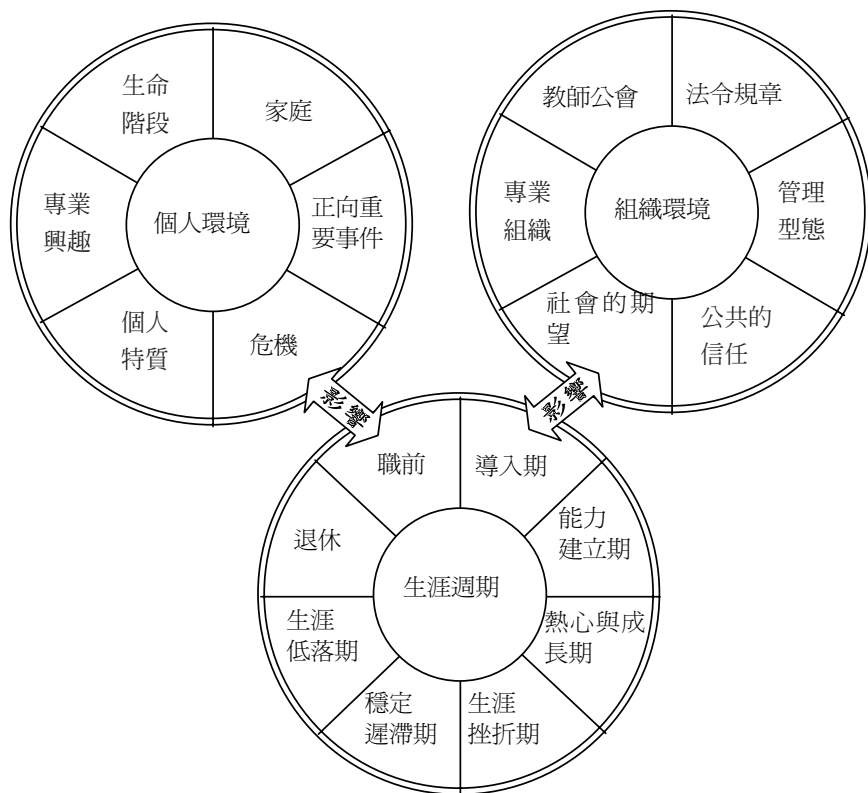 生命
階段
家庭
正向重
要事件
危機
個人
特質
專業
興趣
個人環境
教師公會
法令規章
管理
型態
公共的
信任
社會的期
望
專業
組織
組織環境
影響
影響
職前
導入期
能力
建立期
熱心與成
長期
生涯
挫折期
穩定
遲滯期
生涯
低落期
退休
生涯週期